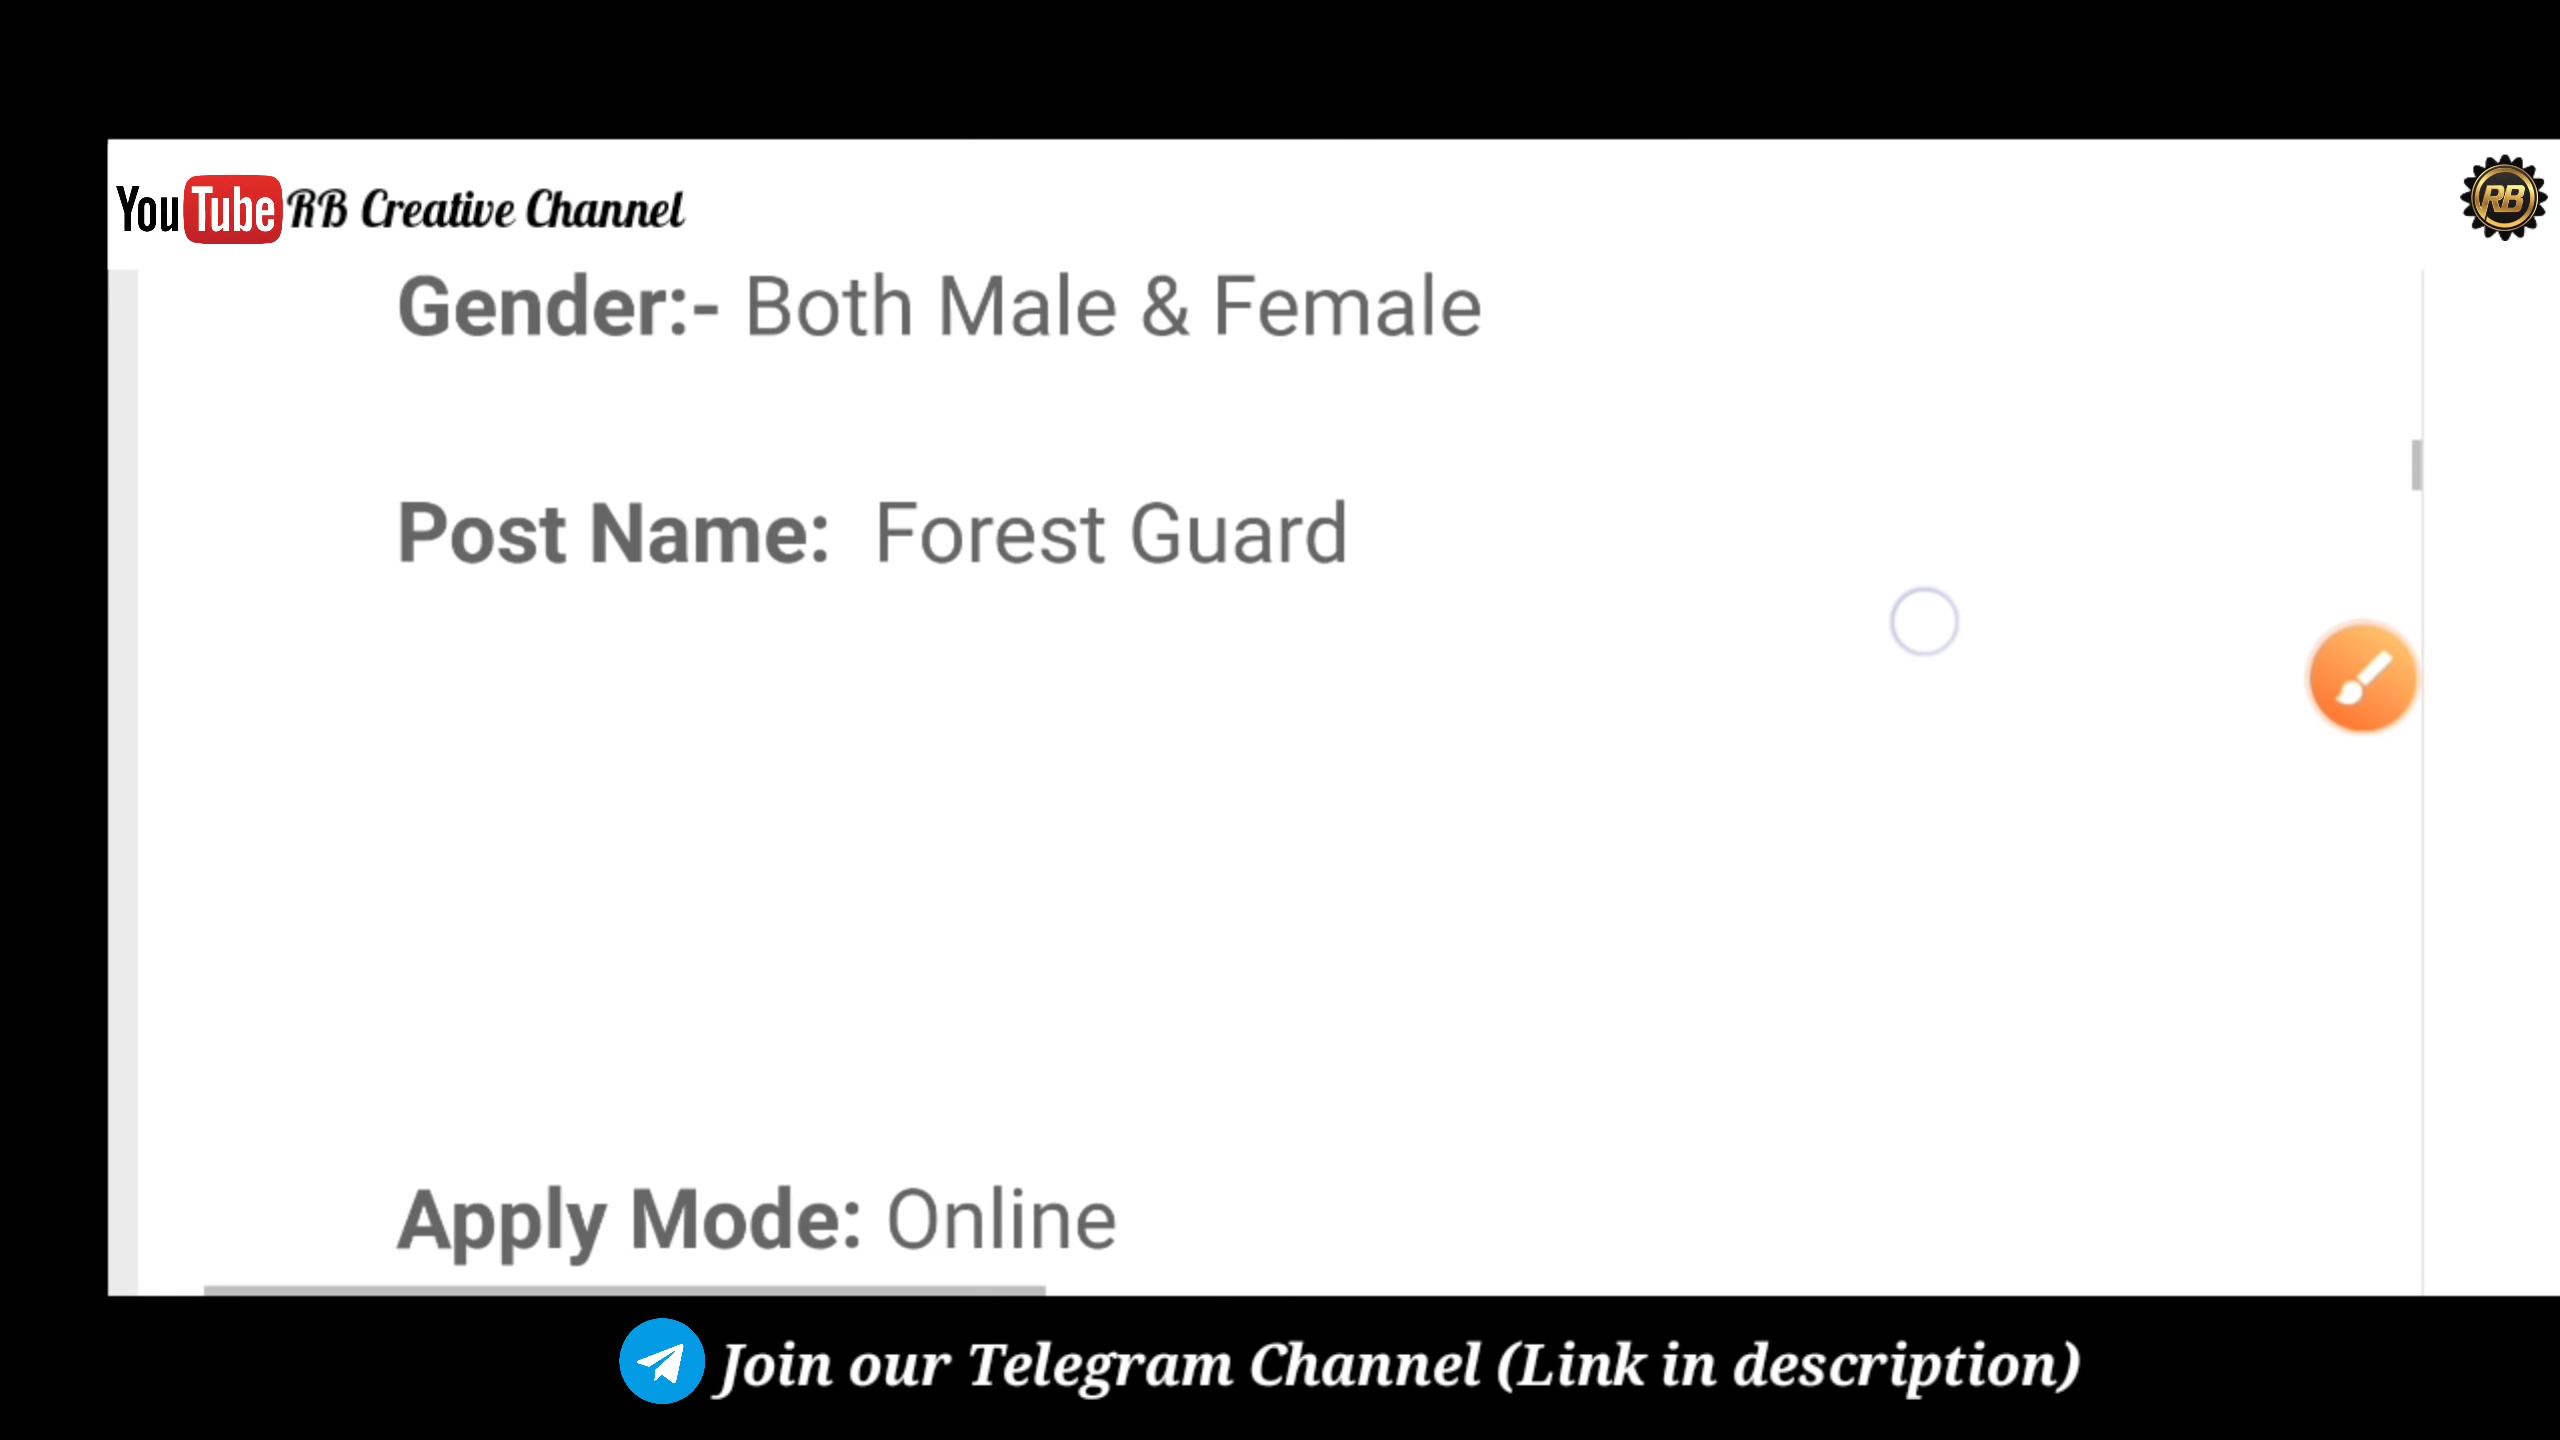 YouTube RB Creative Channel
RB
Gender:- Both Male & Female
Post Name: Forest Guard
Apply Mode: Online
Join our Telegram Channel (Link in description)